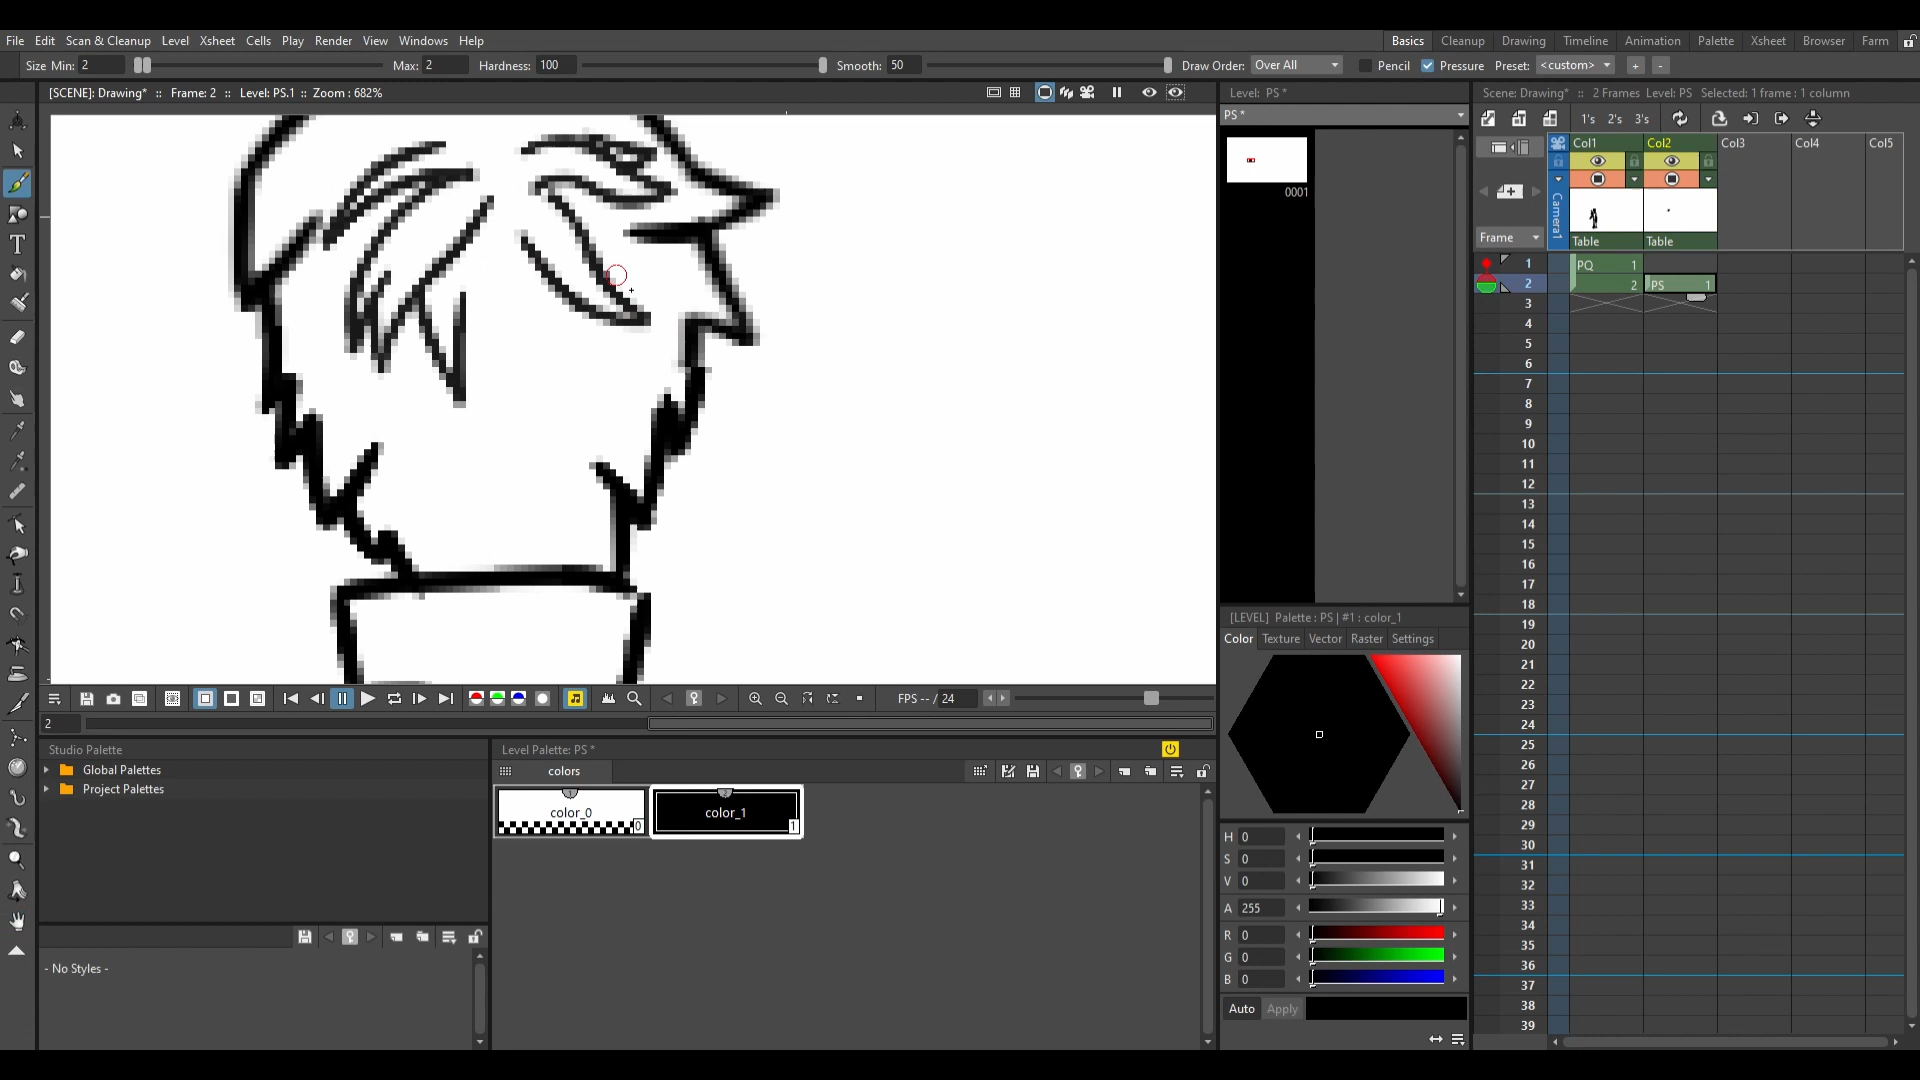 File Edit Scan & Cleanup Level Xsheet Cells Play Render View Windows Help
Basics Cleanup Drawing Timeline Animation Palette Xsheet Browser Farm
Size Min: 2 Max: 2 Hardness: 100 Smooth: 50 Draw Order: Over All Pencil Pressure Preset: <custom> + -
[SCENE]: Drawing* :: Frame: 2 :: Level: PS.1 :: Zoom : 682%
Level: PS *
Scene: Drawing* :: 2 Frames Level: PS Selected: 1 frame : 1 column
PS *
1's 2's 3's
0001
Col1 Col2 Col3 Col4 Col5
Camera1
Frame
Table Table
1 PQ 1
2 2 PS 1
3
4
5
6
7
8
9
10
11
12
13
14
15
16
17
18
19
20
21
22
23
24
25
26
27
28
29
30
31
32
33
34
35
36
37
38
39
[LEVEL] Palette : PS | #1 : color_1
Color Texture Vector Raster Settings
FPS -- / 24
2
Studio Palette
Global Palettes
Project Palettes
- No Styles -
Level Palette: PS *
colors
1 color_0 0
2 color_1 1
H 0
S 0
V 0
A 255
R 0
G 0
B 0
Auto Apply